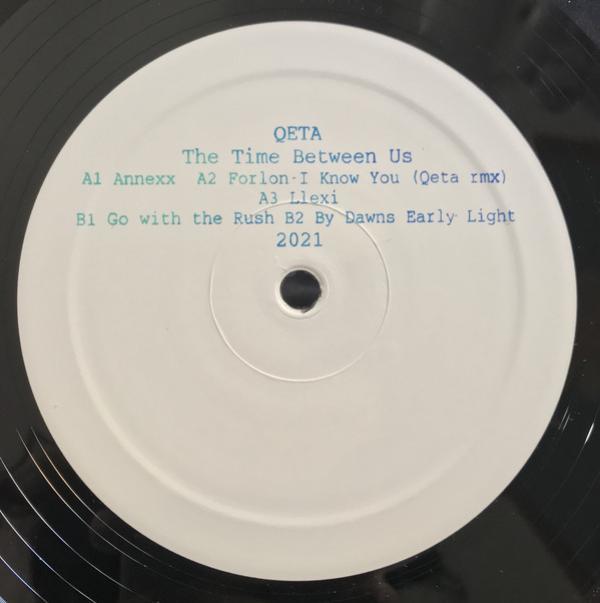 QETA
The Time Between Us
A1 Annexx A2 Forlon-I Know You (Qeta rmx)
A3 Llexi
B1 Go with the Rush B2 By Dawns Early Light
2021